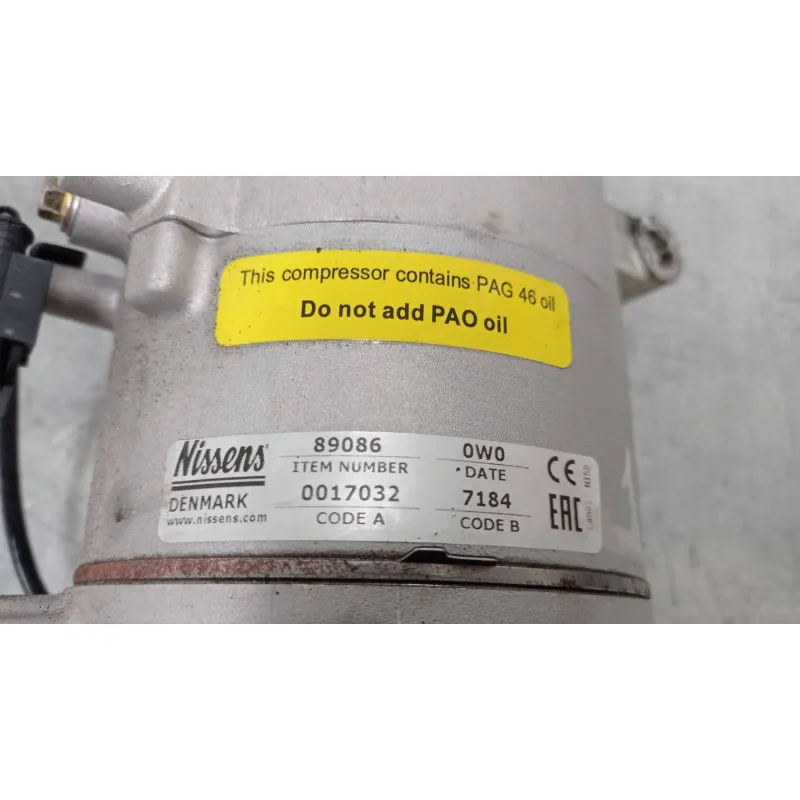 This compressor contains PAG 46 oil
Do not add PAO oil
Nissens
DENMARK
www.nissens.com
89086
ITEM NUMBER
0017032
CODE A
0W0
DATE
7184
CODE B
CE
EAC